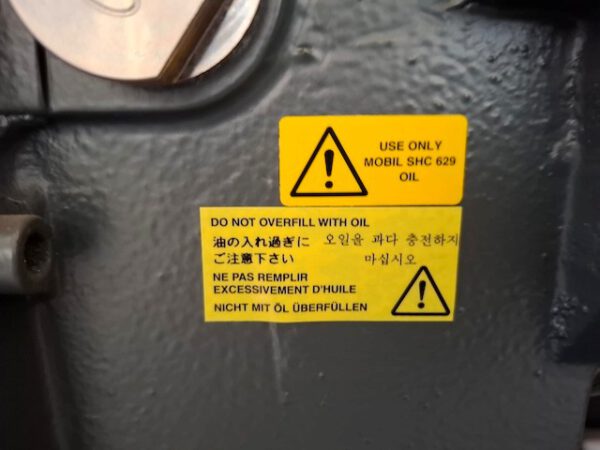 USE ONLY
MOBIL SHC 629
OIL
DO NOT OVERFILL WITH OIL
油の入れ過ぎに
ご注意下さい
오일을 과다 충전하지
마십시오
NE PAS REMPLIR
EXCESSIVEMENT D'HUILE
NICHT MIT ÖL ÜBERFÜLLEN